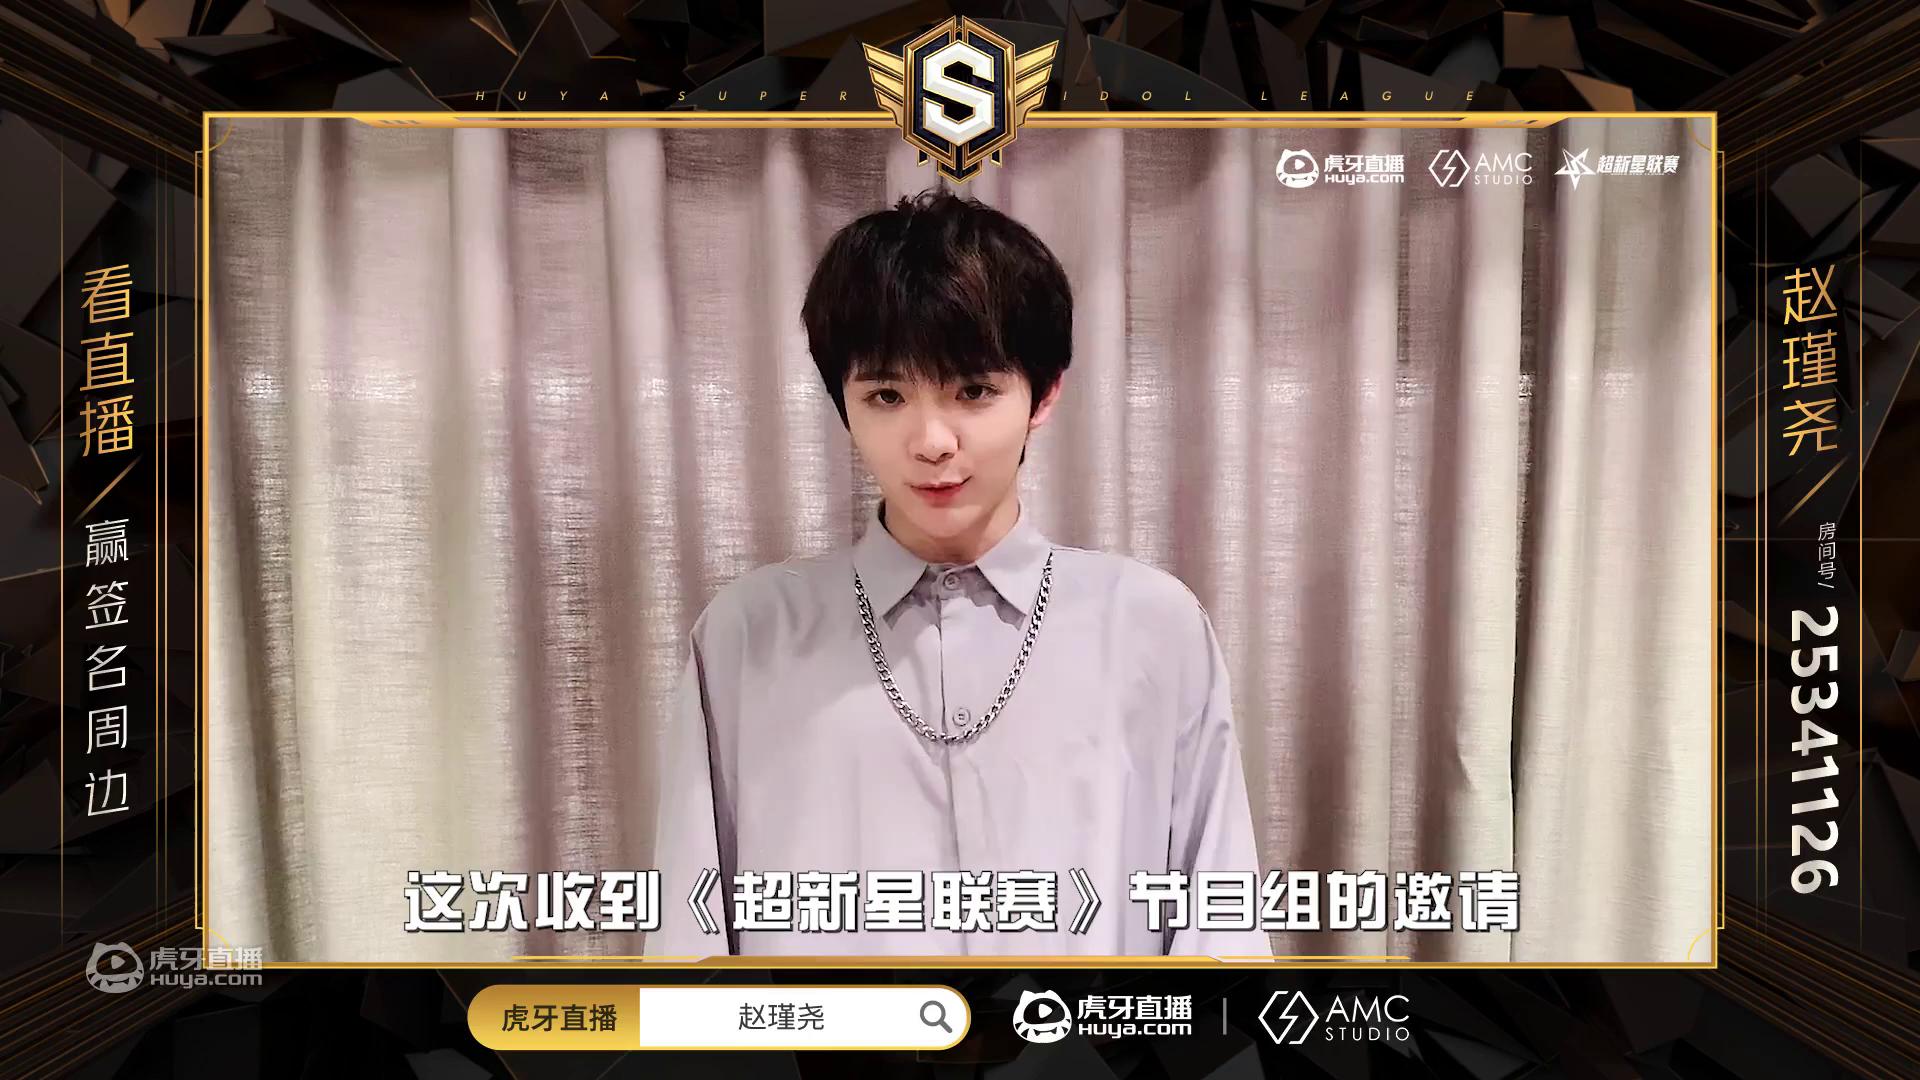 HUYA SUPER IDOL LEAGUE
S
虎牙直播
HUYA.com
AMC
STUDIO
超新星联赛
看直播/赢签名周边
赵瑾尧/房间号/25341126
这次收到《超新星联赛》节目组的邀请
虎牙直播
HUYA.com
虎牙直播
赵瑾尧
虎牙直播
HUYA.com
AMC
STUDIO